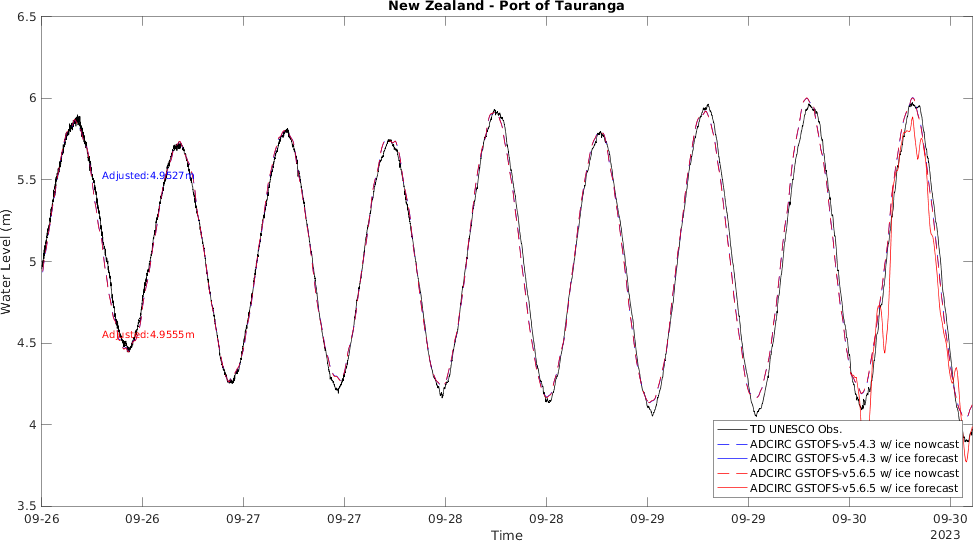 New Zealand - Port of Tauranga
6.5
6
5.5
5
4.5
4
3.5
Water Level (m)
Adjusted:4.9627m
Adjusted:4.9555m
TD UNESCO Obs.
ADCIRC GSTOFS-v5.4.3 w/ ice nowcast
ADCIRC GSTOFS-v5.4.3 w/ ice forecast
ADCIRC GSTOFS-v5.6.5 w/ ice nowcast
ADCIRC GSTOFS-v5.6.5 w/ ice forecast
09-26 09-26 09-27 09-27 09-28 09-28 09-29 09-29 09-30 09-30
2023
Time